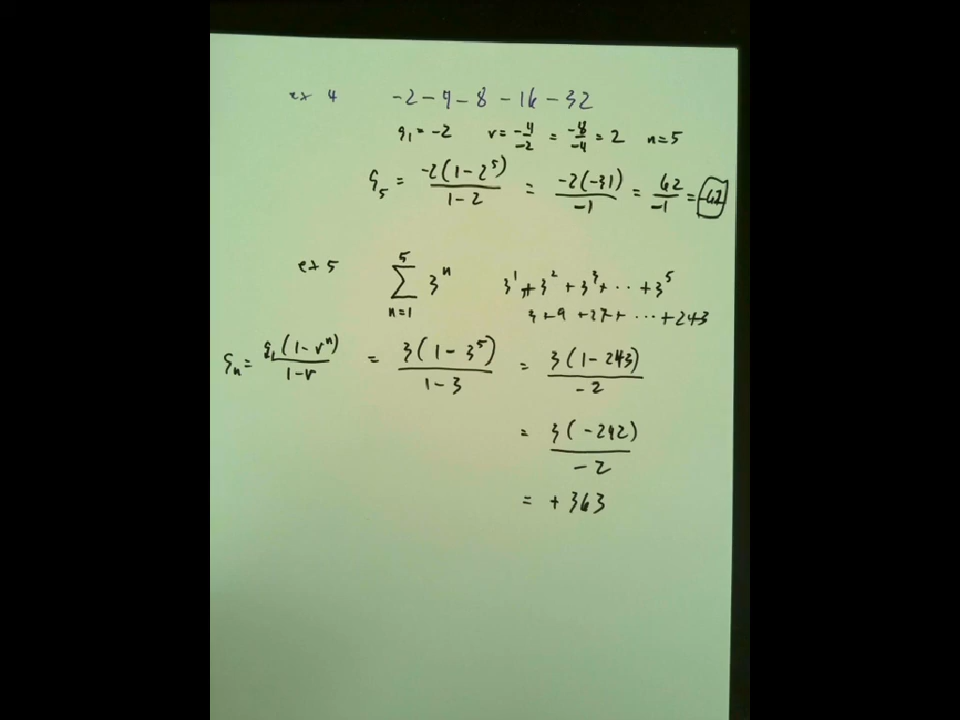 ex 4 -2 -4 -8 -16 -32
a₁ = -2 r = -4/-2 = -8/-4 = 2 n = 5
S₅ = -2(1-2⁵)/1-2 = -2(-31)/-1 = 62/-1 = -62
ex 5 ∑ₙ₌₁⁵ 3ⁿ 3¹ + 3² + 3³ + ⋯ + 3⁵
3 + 9 + 27 + ⋯ + 243
Sₙ = a₁(1-rⁿ)/1-r = 3(1-3⁵)/1-3 = 3(1-243)/-2
= 3(-242)/-2
= +363